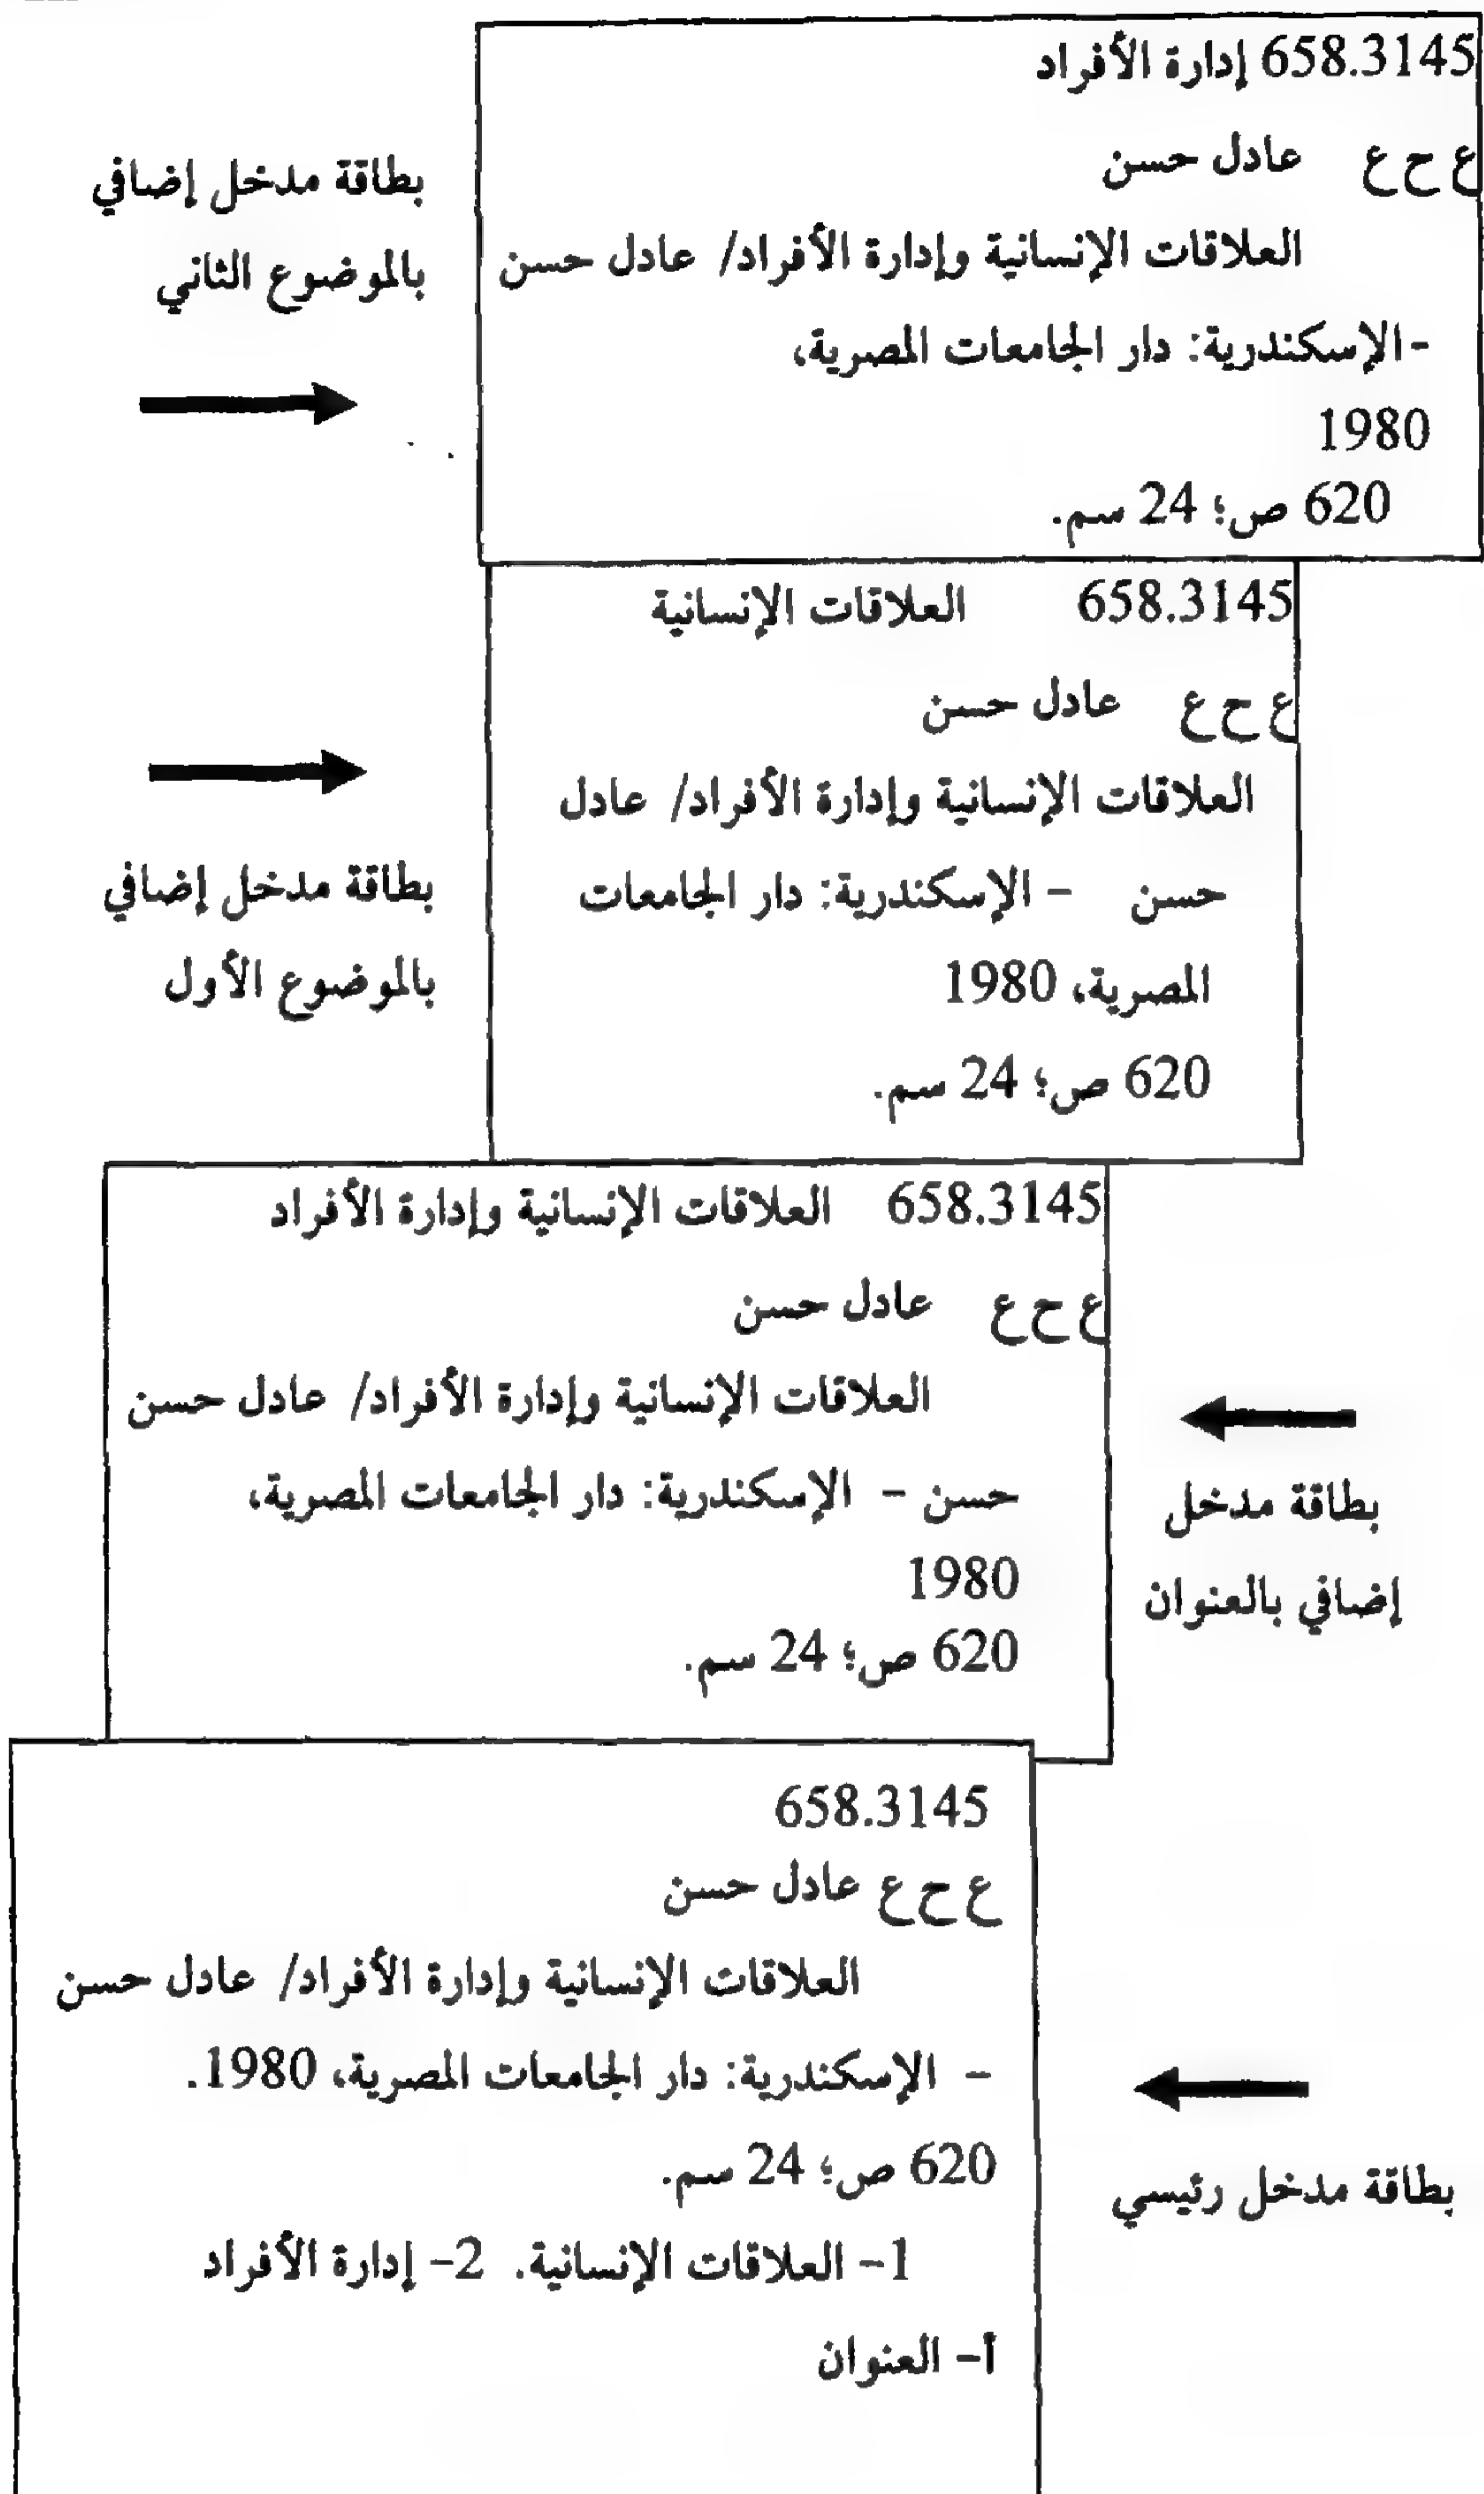 658.3145 إدارة الأفراد
ع ح ع عادل حسن
العلاقات الإنسانية وإدارة الأفراد/ عادل حسن
-الإسكندرية: دار الجامعات المصرية،
1980
620 ص؛ 24 سم.
بطاقة مدخل إضافي
بالموضوع الثاني
658.3145 العلاقات الإنسانية
ع ح ع عادل حسن
العلاقات الإنسانية وإدارة الأفراد/ عادل
حسن – الإسكندرية: دار الجامعات
المصرية، 1980
620 ص؛ 24 سم.
بطاقة مدخل إضافي
بالموضوع الأول
658.3145 العلاقات الإنسانية وإدارة الأفراد
ع ح ع عادل حسن
العلاقات الإنسانية وإدارة الأفراد/ عادل حسن
حسن – الإسكندرية: دار الجامعات المصرية،
1980
620 ص؛ 24 سم.
بطاقة مدخل
إضافي بالعنوان
658.3145
ع ح ع عادل حسن
العلاقات الإنسانية وإدارة الأفراد/ عادل حسن
– الإسكندرية: دار الجامعات المصرية، 1980.
620 ص؛ 24 سم.
1– العلاقات الإنسانية. 2– إدارة الأفراد
أ– العنوان
بطاقة مدخل رئيسي